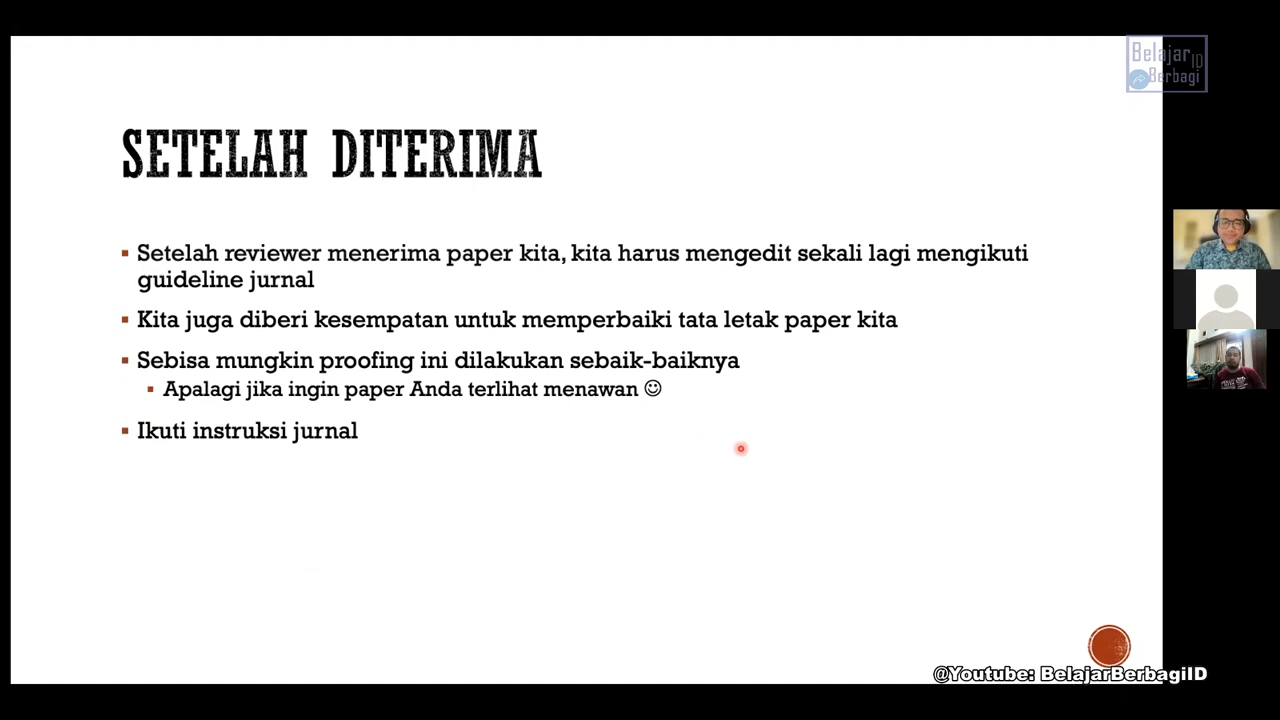 Belajar ID
Berbagi
SETELAH DITERIMA
Setelah reviewer menerima paper kita, kita harus mengedit sekali lagi mengikuti
guideline jurnal
Kita juga diberi kesempatan untuk memperbaiki tata letak paper kita
Sebisa mungkin proofing ini dilakukan sebaik-baiknya
Apalagi jika ingin paper Anda terlihat menawan ☺
Ikuti instruksi jurnal
@Youtube: BelajarBerbagiID